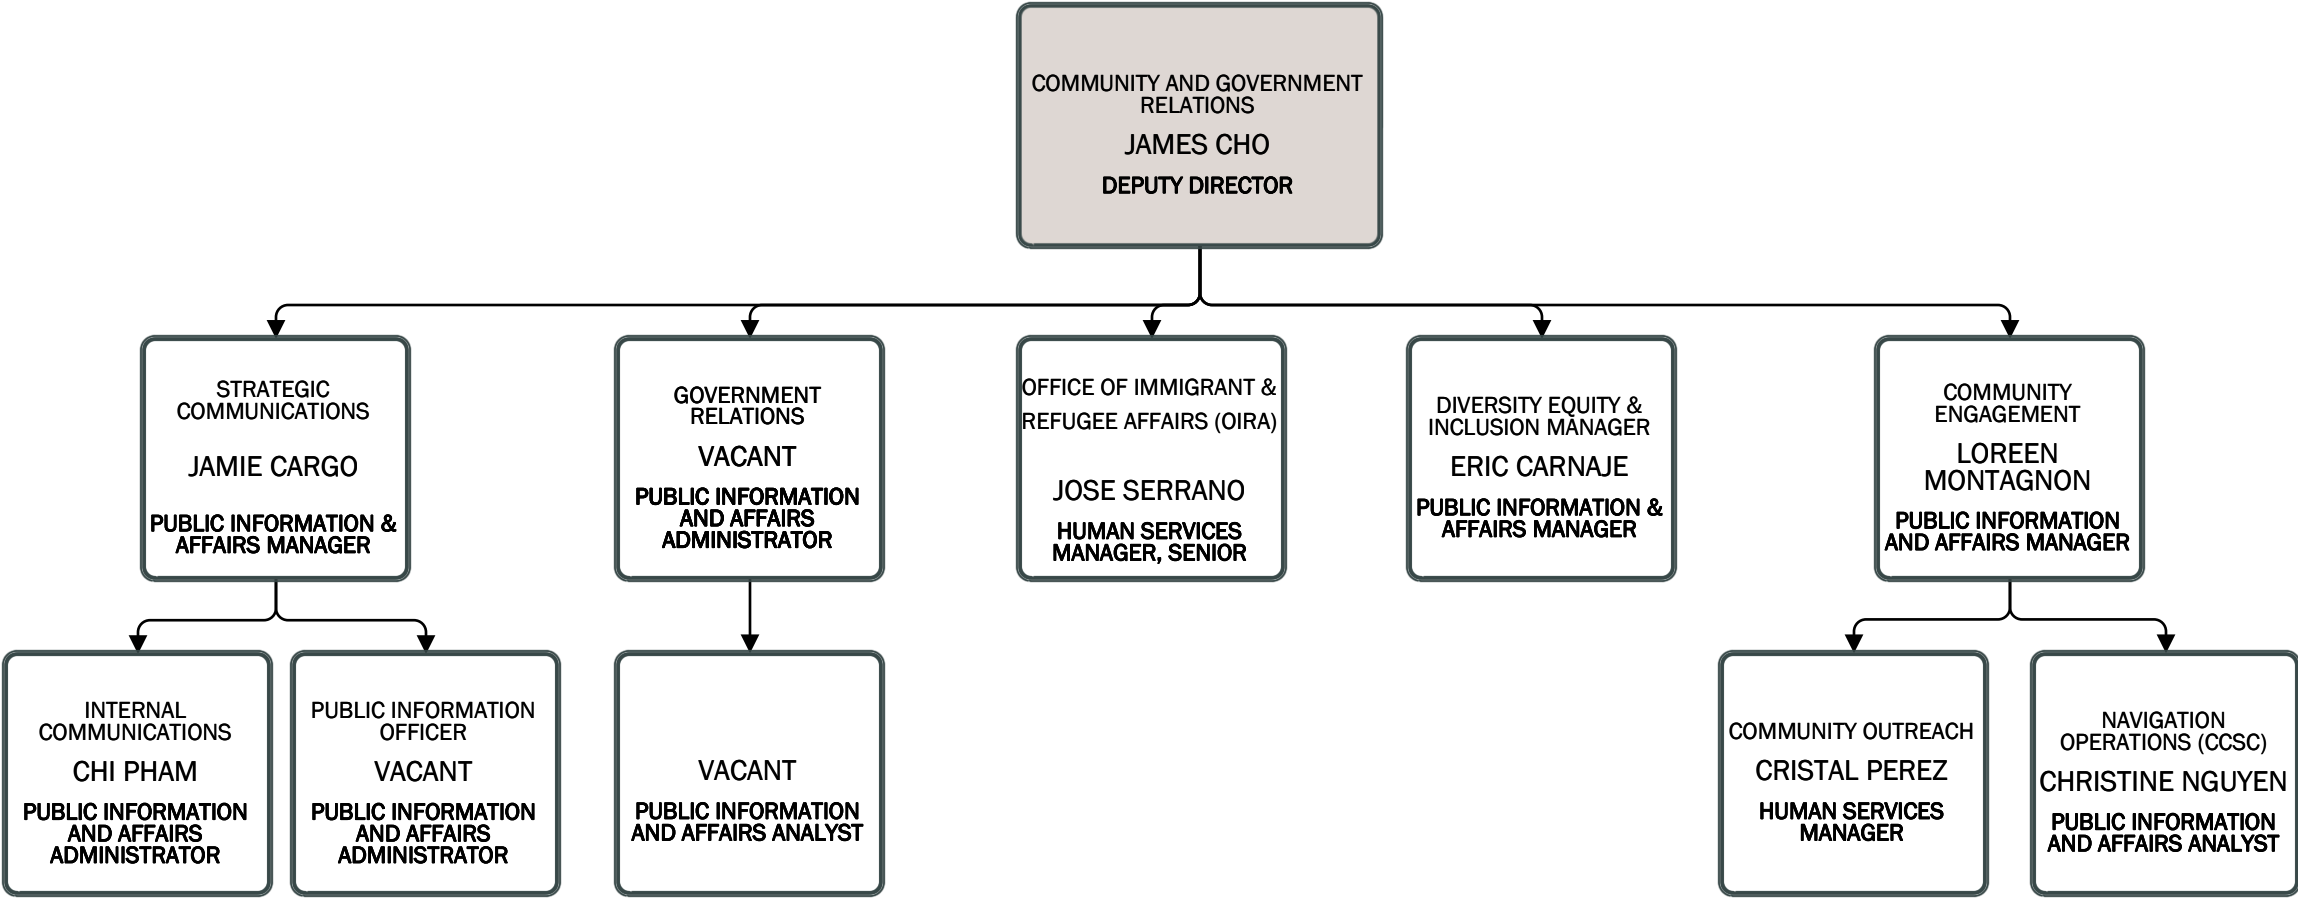 COMMUNITY AND GOVERNMENT
RELATIONS
JAMES CHO
DEPUTY DIRECTOR
STRATEGIC
COMMUNICATIONS
JAMIE CARGO
PUBLIC INFORMATION &
AFFAIRS MANAGER
GOVERNMENT
RELATIONS
VACANT
PUBLIC INFORMATION
AND AFFAIRS
ADMINISTRATOR
OFFICE OF IMMIGRANT &
REFUGEE AFFAIRS (OIRA)
JOSE SERRANO
HUMAN SERVICES
MANAGER, SENIOR
DIVERSITY EQUITY &
INCLUSION MANAGER
ERIC CARNAJE
PUBLIC INFORMATION &
AFFAIRS MANAGER
COMMUNITY
ENGAGEMENT
LOREEN
MONTAGNON
PUBLIC INFORMATION
AND AFFAIRS MANAGER
INTERNAL
COMMUNICATIONS
CHI PHAM
PUBLIC INFORMATION
AND AFFAIRS
ADMINISTRATOR
PUBLIC INFORMATION
OFFICER
VACANT
PUBLIC INFORMATION
AND AFFAIRS
ADMINISTRATOR
VACANT
PUBLIC INFORMATION
AND AFFAIRS ANALYST
COMMUNITY OUTREACH
CRISTAL PEREZ
HUMAN SERVICES
MANAGER
NAVIGATION
OPERATIONS (CCSC)
CHRISTINE NGUYEN
PUBLIC INFORMATION
AND AFFAIRS ANALYST